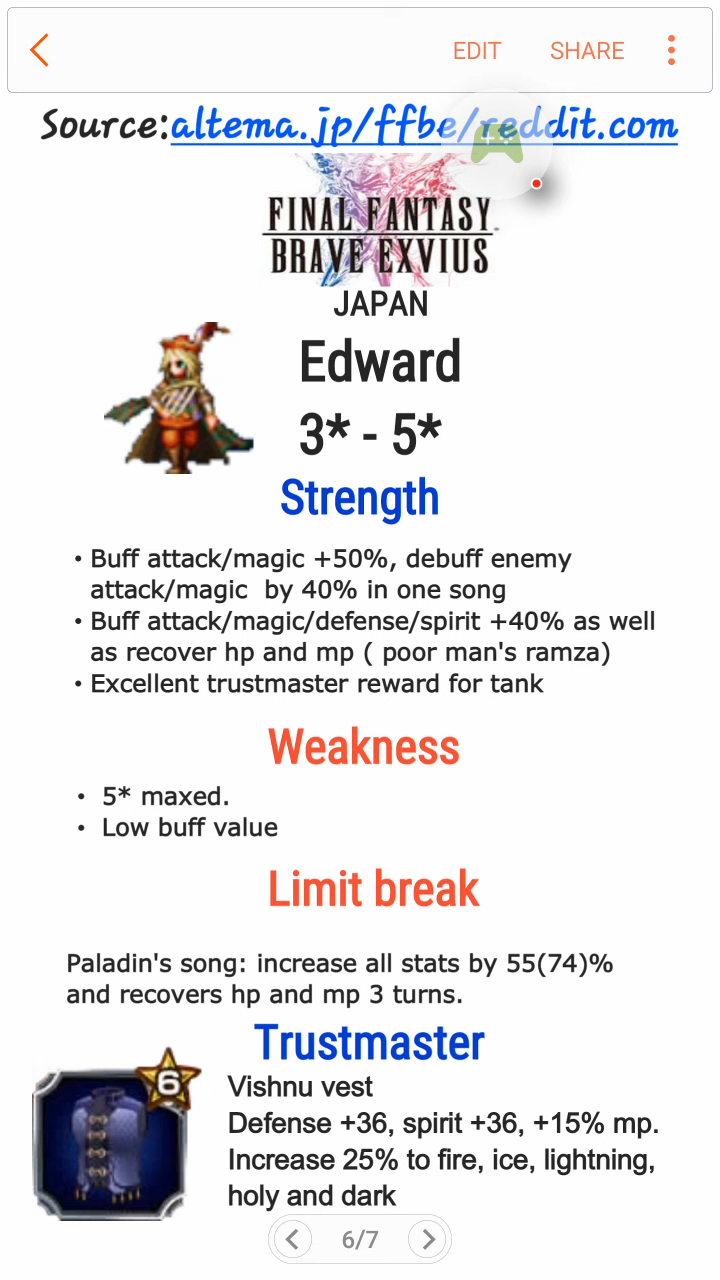 EDIT SHARE
Source:altema.jp/ffbe/reddit.com
FINAL FANTASY
BRAVE EXVIUS
JAPAN
Edward
3* - 5*
Strength
• Buff attack/magic +50%, debuff enemy
attack/magic by 40% in one song
• Buff attack/magic/defense/spirit +40% as well
as recover hp and mp ( poor man's ramza)
• Excellent trustmaster reward for tank
Weakness
• 5* maxed.
• Low buff value
Limit break
Paladin's song: increase all stats by 55(74)%
and recovers hp and mp 3 turns.
Trustmaster
6
Vishnu vest
Defense +36, spirit +36, +15% mp.
Increase 25% to fire, ice, lightning,
holy and dark
6/7